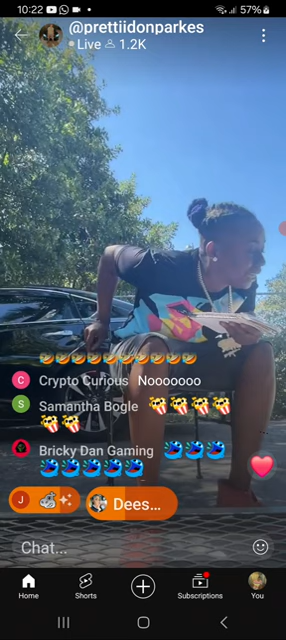 10:22
57%
@prettiidonparkes
Live 1.2K
Crypto Curious Nooooooo
Samantha Bogle
Bricky Dan Gaming
J
Dees...
Chat...
Home
Shorts
Subscriptions
You